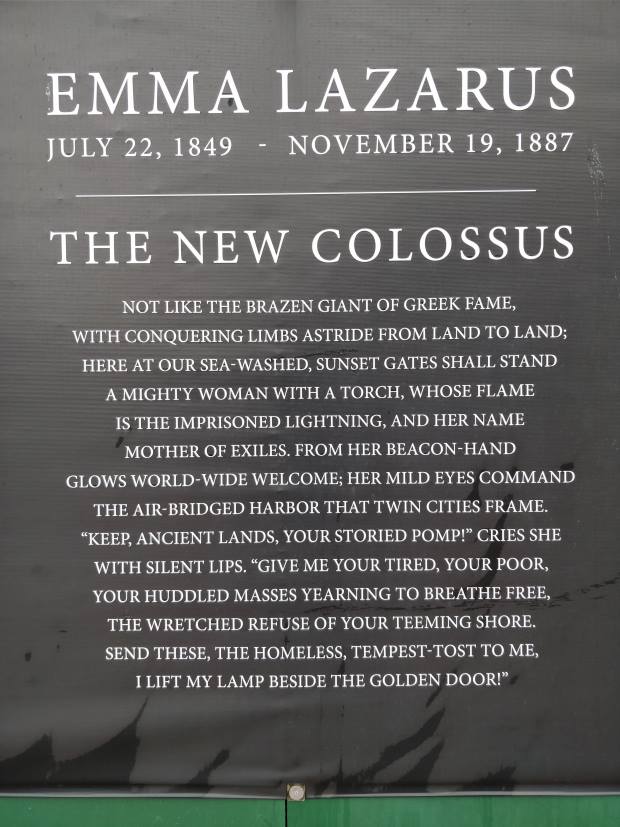 EMMA LAZARUS
JULY 22, 1849 - NOVEMBER 19, 1887
THE NEW COLOSSUS
NOT LIKE THE BRAZEN GIANT OF GREEK FAME,
WITH CONQUERING LIMBS ASTRIDE FROM LAND TO LAND;
HERE AT OUR SEA-WASHED, SUNSET GATES SHALL STAND
A MIGHTY WOMAN WITH A TORCH, WHOSE FLAME
IS THE IMPRISONED LIGHTNING, AND HER NAME
MOTHER OF EXILES. FROM HER BEACON-HAND
GLOWS WORLD-WIDE WELCOME; HER MILD EYES COMMAND
THE AIR-BRIDGED HARBOR THAT TWIN CITIES FRAME.
“KEEP, ANCIENT LANDS, YOUR STORIED POMP!” CRIES SHE
WITH SILENT LIPS. “GIVE ME YOUR TIRED, YOUR POOR,
YOUR HUDDLED MASSES YEARNING TO BREATHE FREE,
THE WRETCHED REFUSE OF YOUR TEEMING SHORE.
SEND THESE, THE HOMELESS, TEMPEST-TOST TO ME,
I LIFT MY LAMP BESIDE THE GOLDEN DOOR!”